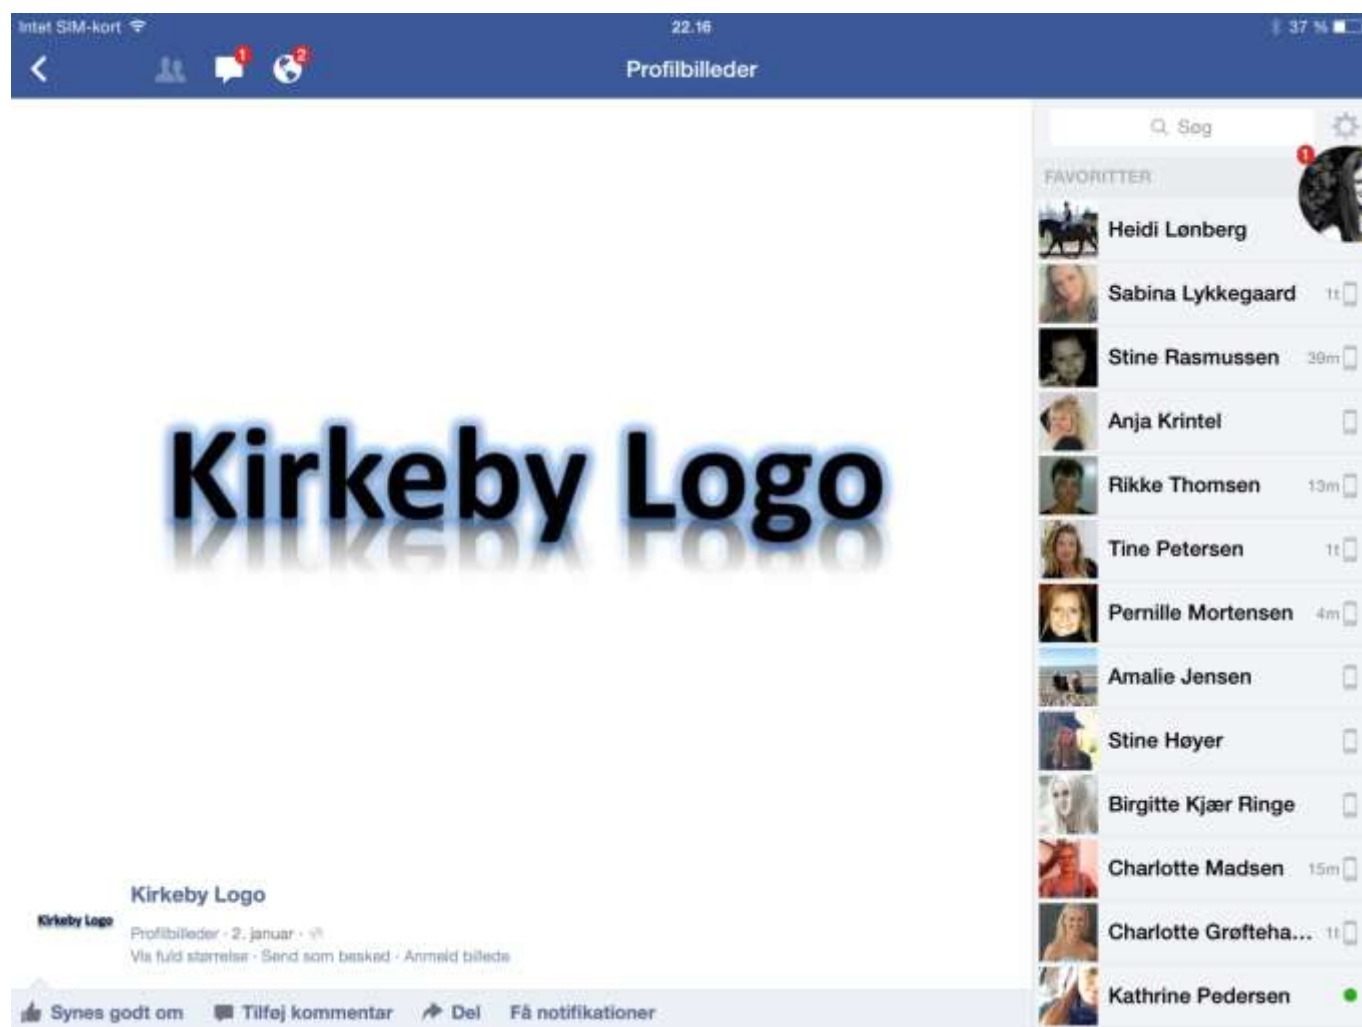 Intet SIM-kort
22.16
37 %
1
2
Profilbilleder
Søg
1
FAVORITTER
Heidi Lønberg
Sabina Lykkegaard 1t
Stine Rasmussen 39m
Anja Krintel
Rikke Thomsen 13m
Tine Petersen 1t
Pernille Mortensen 4m
Amalie Jensen
Stine Høyer
Birgitte Kjær Ringe
Charlotte Madsen 15m
Charlotte Grøfteha... 1t
Kathrine Pedersen
Kirkeby Logo
Kirkeby Logo
Kirkeby Logo
Profilbilleder · 2. januar ·
Vis fuld størrelse · Send som besked · Anmeld billede
Synes godt om Tilføj kommentar Del Få notifikationer